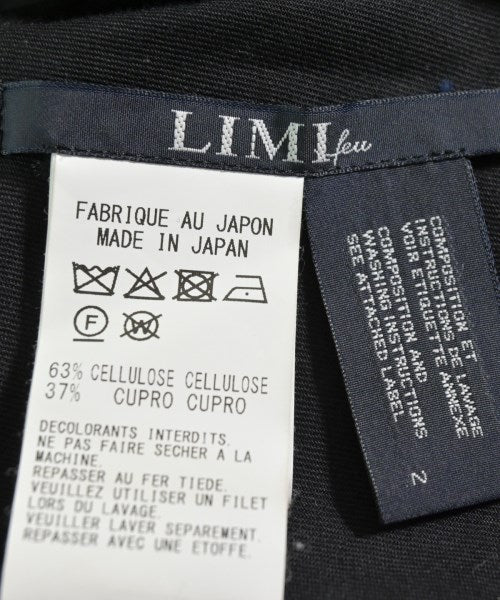 LIMI feu
FABRIQUE AU JAPON
MADE IN JAPAN
F
W
63% CELLULOSE CELLULOSE
37% CUPRO CUPRO
DECOLORANTS INTERDITS.
NE PAS FAIRE SECHER A LA
MACHINE.
REPASSER AU FER TIEDE.
VEUILLEZ UTILISER UN FILET
LORS DU LAVAGE.
VEUILLER LAVER SEPAREMENT.
REPASSER AVEC UNE ETOFFE.
COMPOSITION ET
INSTRUCTIONS DE LAVAGE
VOIR ETIQUETTE ANNEXE
COMPOSITION AND
WASHING INSTRUCTIONS
SEE ATTACHED LABEL
2